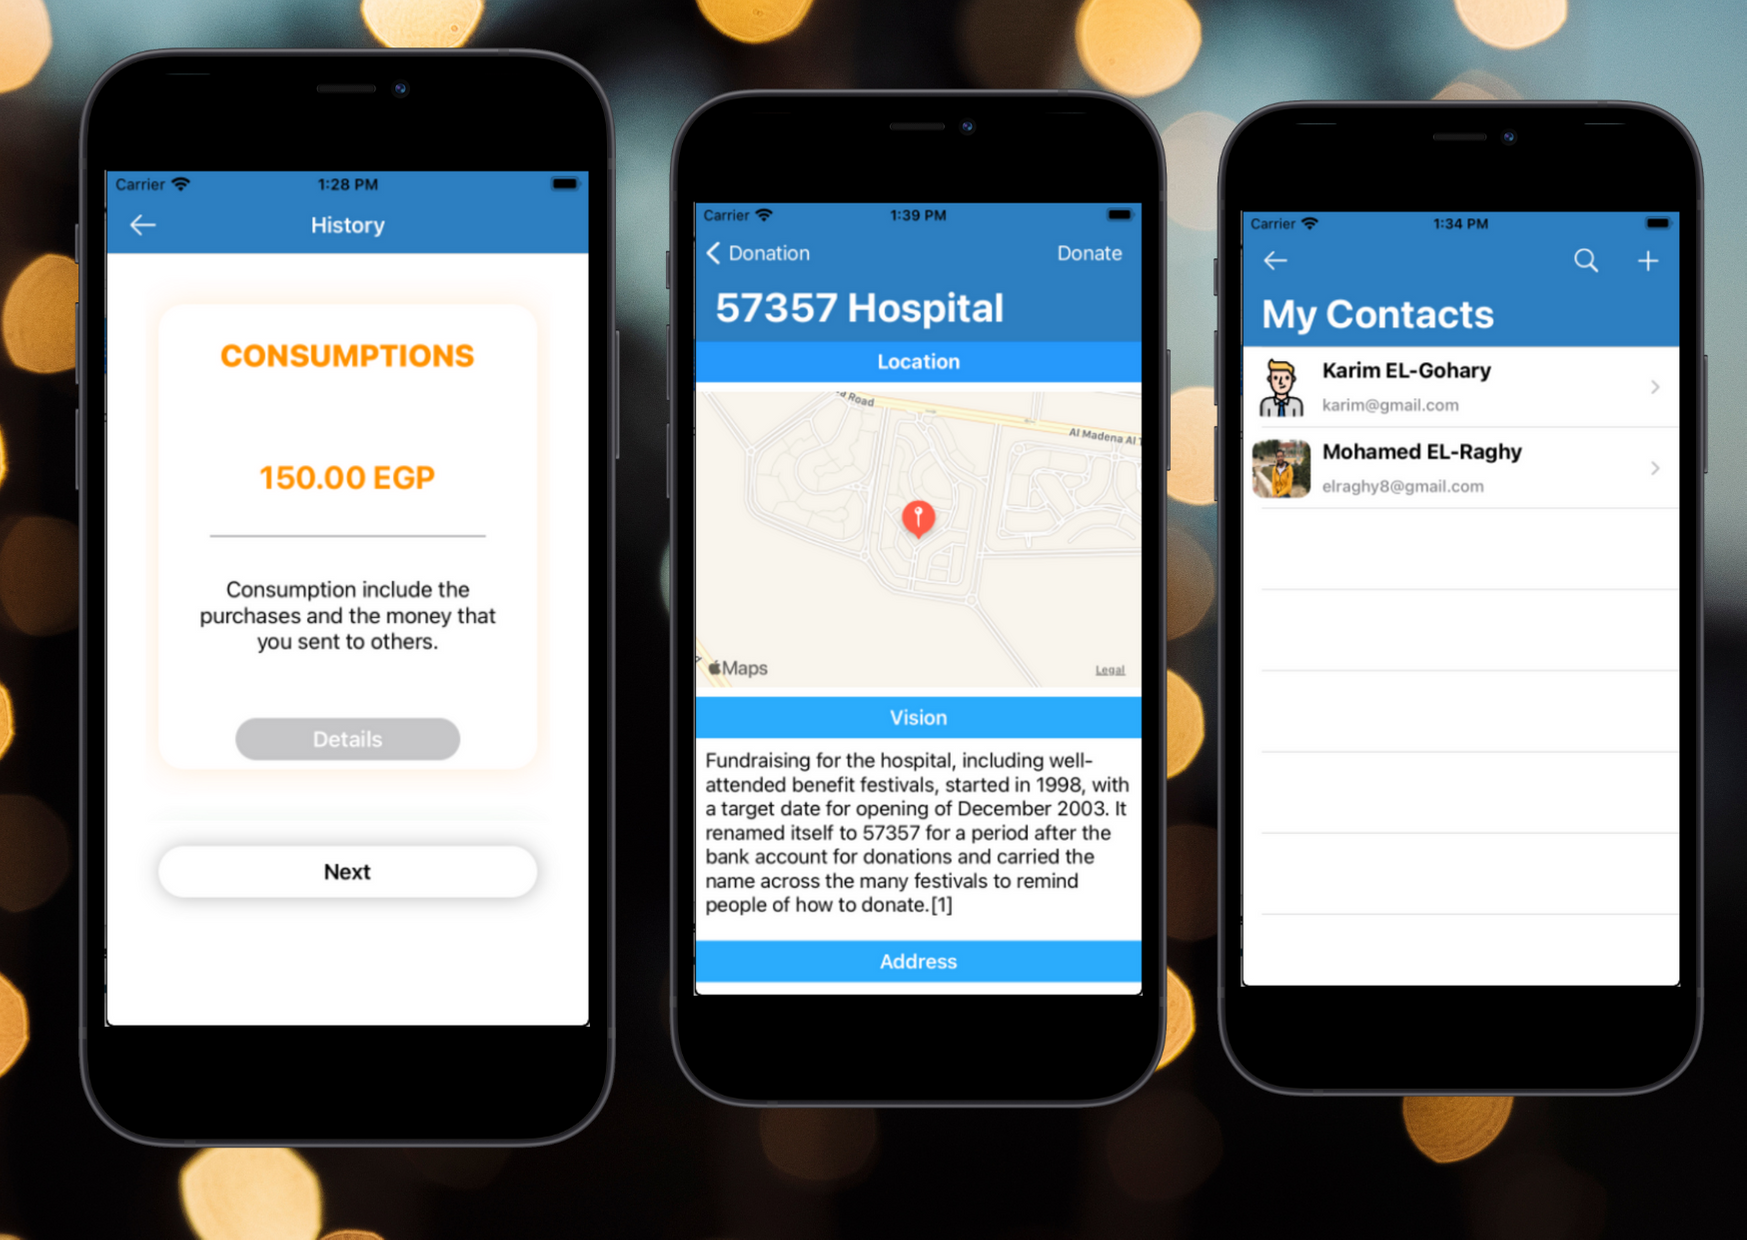 Carrier 1:28 PM
History
CONSUMPTIONS
150.00 EGP
Consumption include the
purchases and the money that
you sent to others.
Details
Next
Carrier 1:39 PM
Donation Donate
57357 Hospital
Location
d Road
Al Madena Al T
Maps
Legal
Vision
Fundraising for the hospital, including well-
attended benefit festivals, started in 1998, with
a target date for opening of December 2003. It
renamed itself to 57357 for a period after the
bank account for donations and carried the
name across the many festivals to remind
people of how to donate.[1]
Address
Carrier 1:34 PM
My Contacts
Karim EL-Gohary
karim@gmail.com
Mohamed EL-Raghy
elraghy8@gmail.com